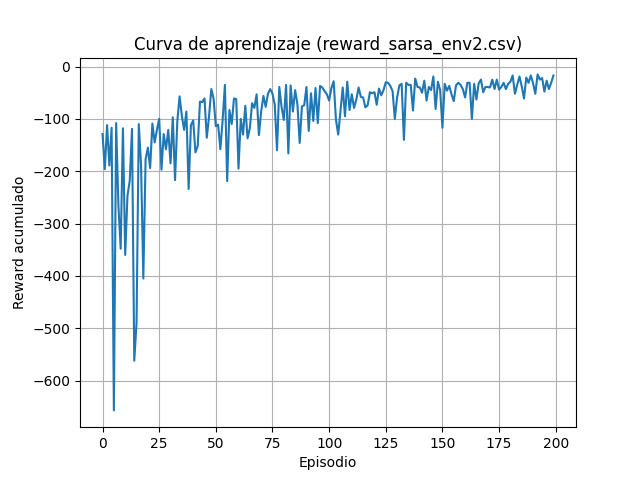 Curva de aprendizaje (reward_sarsa_env2.csv)
Reward acumulado
0
−100
−200
−300
−400
−500
−600
0 25 50 75 100 125 150 175 200
Episodio